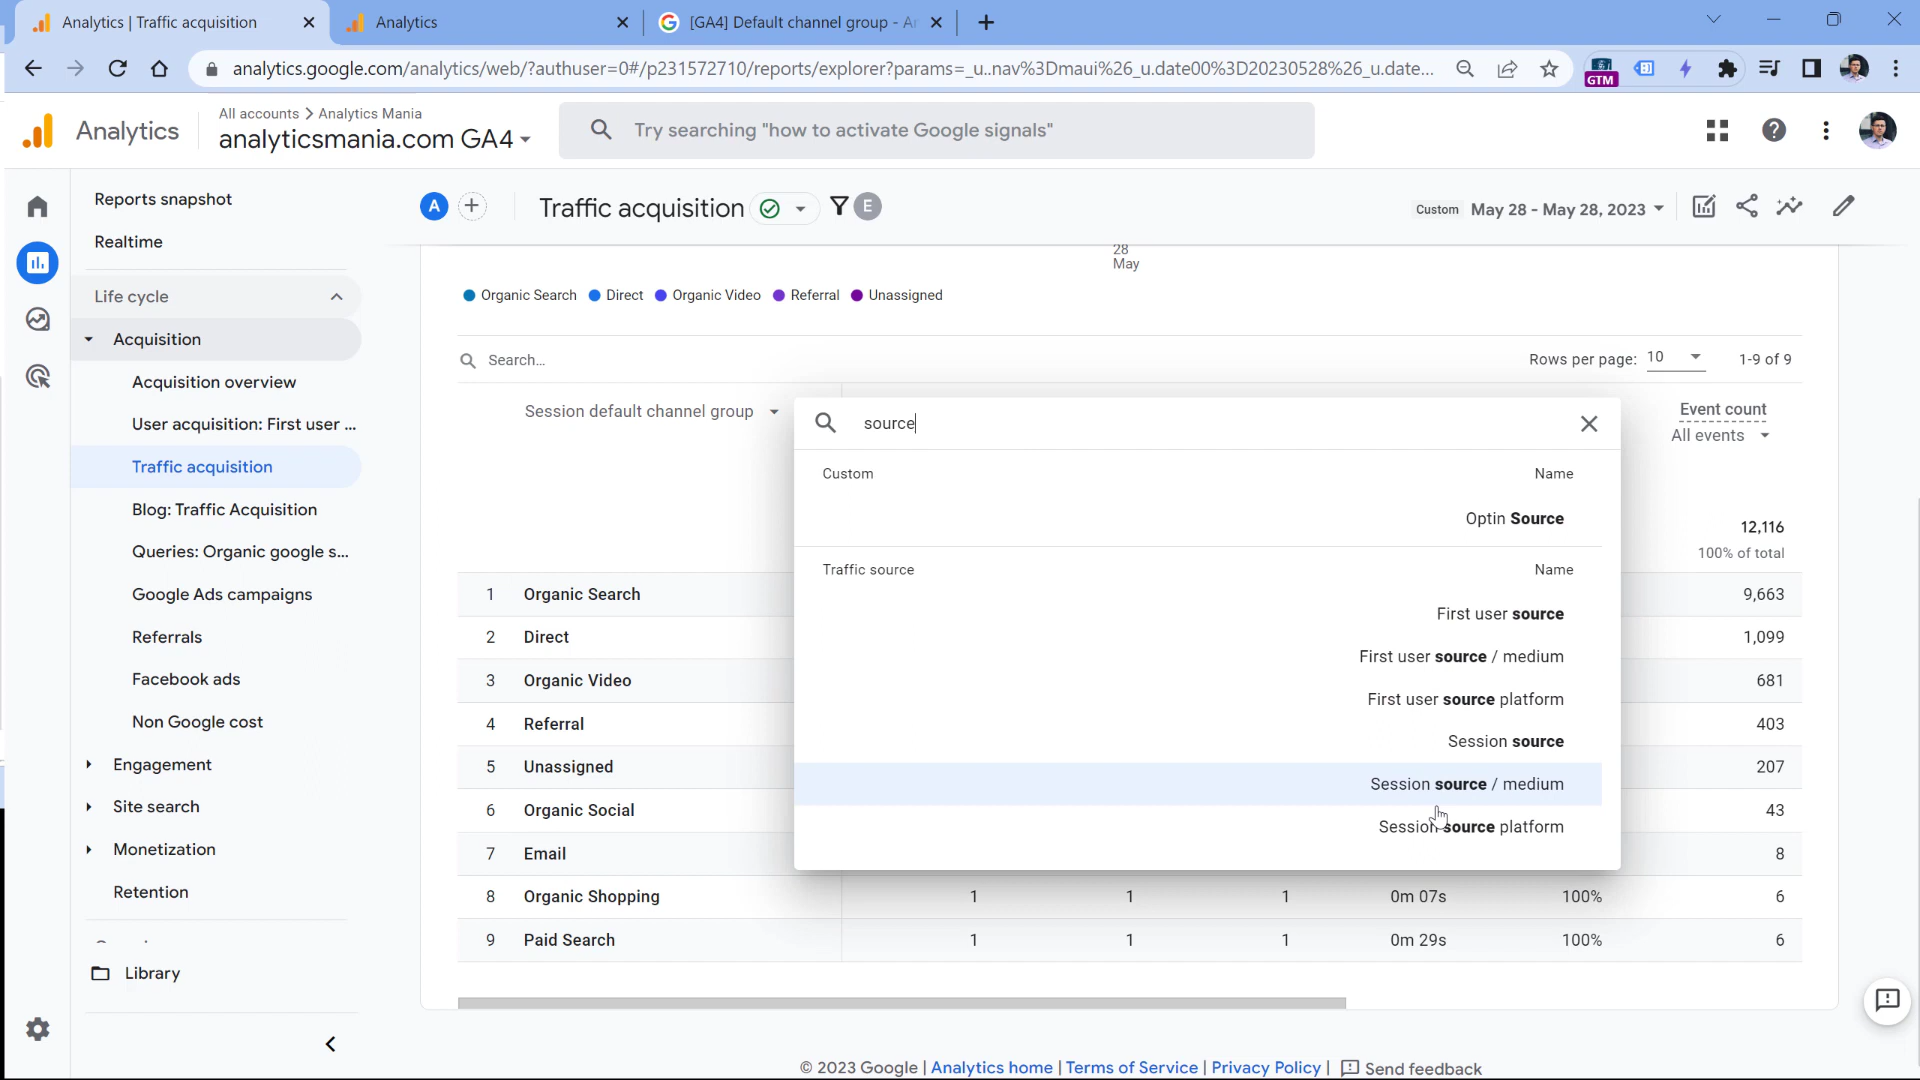 Analytics | Traffic acquisition
Analytics
[GA4] Default channel group - Ar
analytics.google.com/analytics/web/?authuser=0#/p231572710/reports/explorer?params=_u..nav%3Dmaui%26_u.date00%3D20230528%26_u.date...
GTM
Analytics
All accounts > Analytics Mania
analyticsmania.com GA4
Try searching "how to activate Google signals"
Reports snapshot
Realtime
Life cycle
Acquisition
Acquisition overview
User acquisition: First user ...
Traffic acquisition
Blog: Traffic Acquisition
Queries: Organic google s...
Google Ads campaigns
Referrals
Facebook ads
Non Google cost
Engagement
Search
Site search
Monetization
Retention
Library
A
Traffic acquisition
E
Custom May 28 - May 28, 2023
28
May
Organic Search Direct Organic Video Referral Unassigned
Search...
Rows per page: 10 1-9 of 9
Session default channel group
Event count
All events
source
Custom Name
Optin Source
Traffic source Name
First user source
First user source / medium
First user source platform
Session source
Session source / medium
Session source platform
12,116
100% of total
1 Organic Search 9,663
2 Direct 1,099
3 Organic Video 681
4 Referral 403
5 Unassigned 207
6 Organic Social 43
7 Email 8
8 Organic Shopping 1 1 1 0m 07s 100% 6
9 Paid Search 1 1 1 0m 29s 100% 6
© 2023 Google | Analytics home | Terms of Service | Privacy Policy | Send feedback